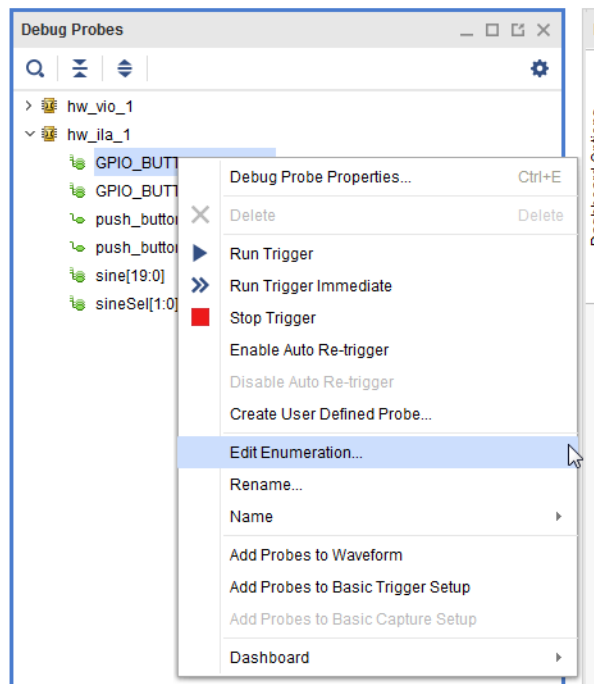 Debug Probes
hw_vio_1
hw_ila_1
GPIO_BUTT
GPIO_BUTT
push_button
push_button
sine[19:0]
sineSel[1:0]
Debug Probe Properties... Ctrl+E
Delete Delete
Run Trigger
Run Trigger Immediate
Stop Trigger
Enable Auto Re-trigger
Disable Auto Re-trigger
Create User Defined Probe...
Edit Enumeration...
Rename...
Name
Add Probes to Waveform
Add Probes to Basic Trigger Setup
Add Probes to Basic Capture Setup
Dashboard
Dashboard Options